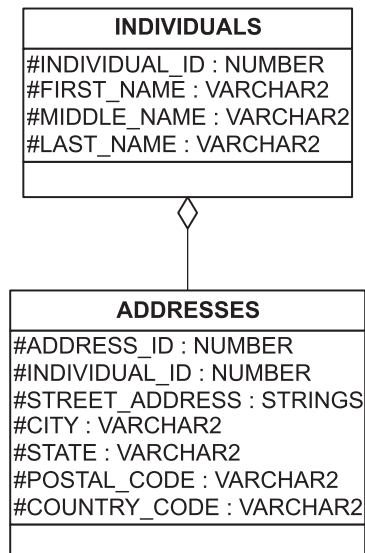 INDIVIDUALS
#INDIVIDUAL_ID : NUMBER
#FIRST_NAME : VARCHAR2
#MIDDLE_NAME : VARCHAR2
#LAST_NAME : VARCHAR2
ADDRESSES
#ADDRESS_ID : NUMBER
#INDIVIDUAL_ID : NUMBER
#STREET_ADDRESS : STRINGS
#CITY : VARCHAR2
#STATE : VARCHAR2
#POSTAL_CODE : VARCHAR2
#COUNTRY_CODE : VARCHAR2